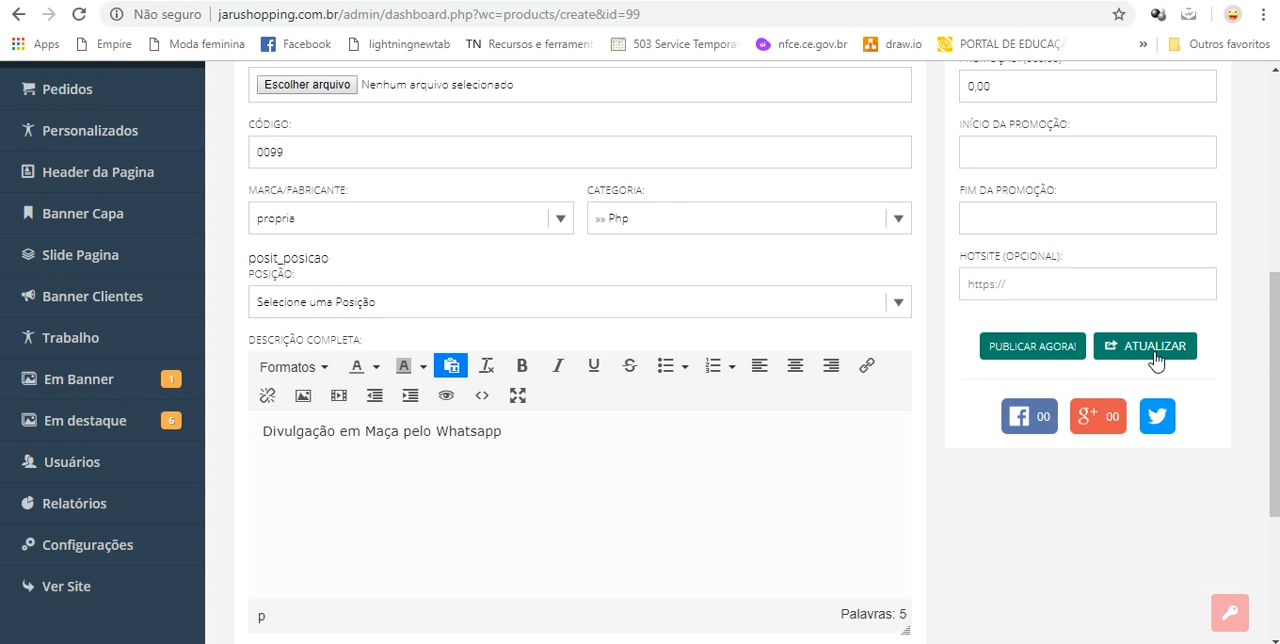 Não seguro | jarushopping.com.br/admin/dashboard.php?wc=products/create&id=99
Apps Empire Moda feminina Facebook lightningnewtab TN Recursos e ferrament 503 Service Tempora nfce.ce.gov.br draw.io PORTAL DE EDUCAÇ » Outros favoritos
Pedidos
Personalizados
Header da Pagina
Banner Capa
Slide Pagina
Banner Clientes
Trabalho
Em Banner 1
Em destaque 6
Usuários
Relatórios
Configurações
Ver Site
Escolher arquivo Nenhum arquivo selecionado
CÓDIGO:
0099
MARCA/FABRICANTE: CATEGORIA:
propria »» Php
posit_posicao
POSIÇÃO:
Selecione uma Posição
DESCRIÇÃO COMPLETA:
Formatos A A B I U S
Divulgação em Maça pelo Whatsapp
p Palavras: 5
0,00
INÍCIO DA PROMOÇÃO:
FIM DA PROMOÇÃO:
HOTSITE (OPCIONAL):
https://
PUBLICAR AGORA! ATUALIZAR
00 g+ 00